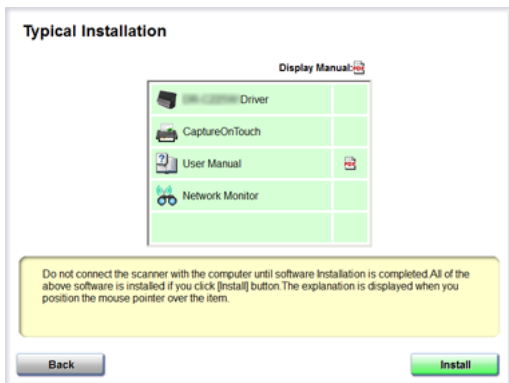 Typical Installation
Display Manual:
Driver
CaptureOnTouch
User Manual
Network Monitor
Do not connect the scanner with the computer until software Installation is completed.All of the
above software is installed if you click [Install] button.The explanation is displayed when you
position the mouse pointer over the item.
Back
Install